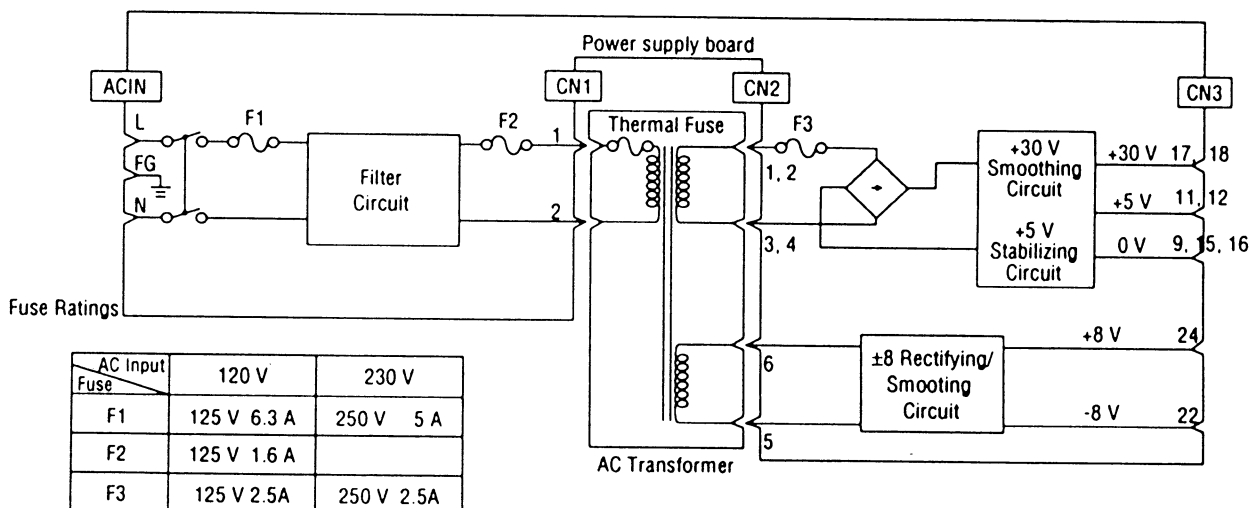 Power supply board
ACIN
CN1
CN2
CN3
L
F1
F2
1
Thermal Fuse
F3
FG
N
Filter
Circuit
2
1, 2
3, 4
+30 V
Smoothing
Circuit
+5 V
Stabilizing
Circuit
+30 V 17, 18
+5 V 11, 12
0 V 9, 15, 16
6
5
±8 Rectifying/
Smooting
Circuit
+8 V 24
-8 V 22
AC Transformer
Fuse Ratings
AC Input
Fuse
120 V 230 V
F1 125 V 6.3 A 250 V 5 A
F2 125 V 1.6 A
F3 125 V 2.5A 250 V 2.5A